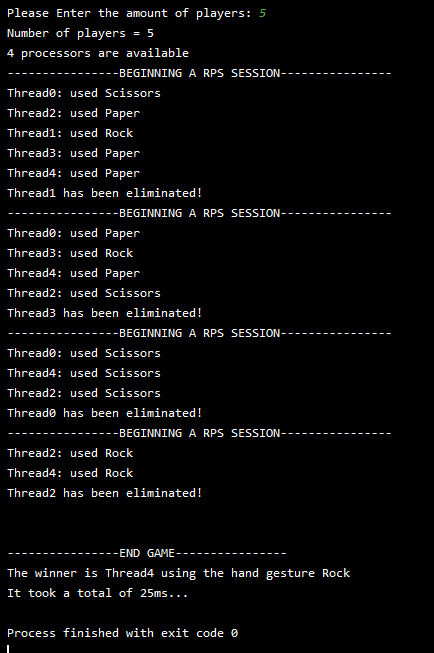 Please Enter the amount of players: 5
Number of players = 5
4 processors are available
----------------BEGINNING A RPS SESSION----------------
Thread0: used Scissors
Thread2: used Paper
Thread1: used Rock
Thread3: used Paper
Thread4: used Paper
Thread1 has been eliminated!
----------------BEGINNING A RPS SESSION----------------
Thread0: used Paper
Thread3: used Rock
Thread4: used Paper
Thread2: used Scissors
Thread3 has been eliminated!
----------------BEGINNING A RPS SESSION----------------
Thread0: used Scissors
Thread4: used Scissors
Thread2: used Scissors
Thread0 has been eliminated!
----------------BEGINNING A RPS SESSION----------------
Thread2: used Rock
Thread4: used Rock
Thread2 has been eliminated!
----------------END GAME----------------
The winner is Thread4 using the hand gesture Rock
It took a total of 25ms...
Process finished with exit code 0